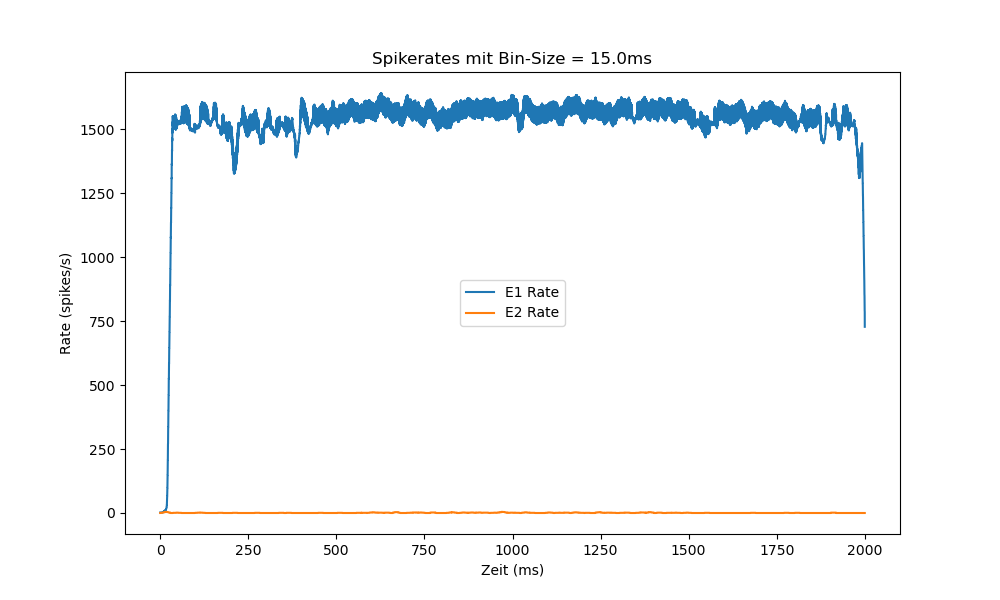 Spikerates mit Bin-Size = 15.0ms
1500
1250
1000
750
500
250
0
Rate (spikes/s)
E1 Rate
E2 Rate
0 250 500 750 1000 1250 1500 1750 2000
Zeit (ms)